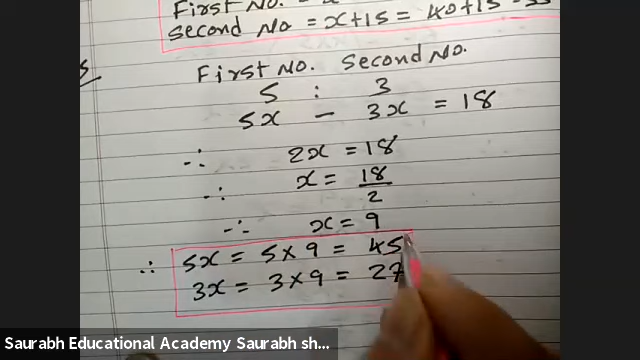 First No.
Second No = x+15 = 40+15
First No. Second No.
5 : 3
5x - 3x = 18
∴ 2x = 18
∴ x = 18/2
∴ x = 9
∴ 5x = 5×9 = 45
3x = 3×9 = 27
Saurabh Educational Academy Saurabh sh...